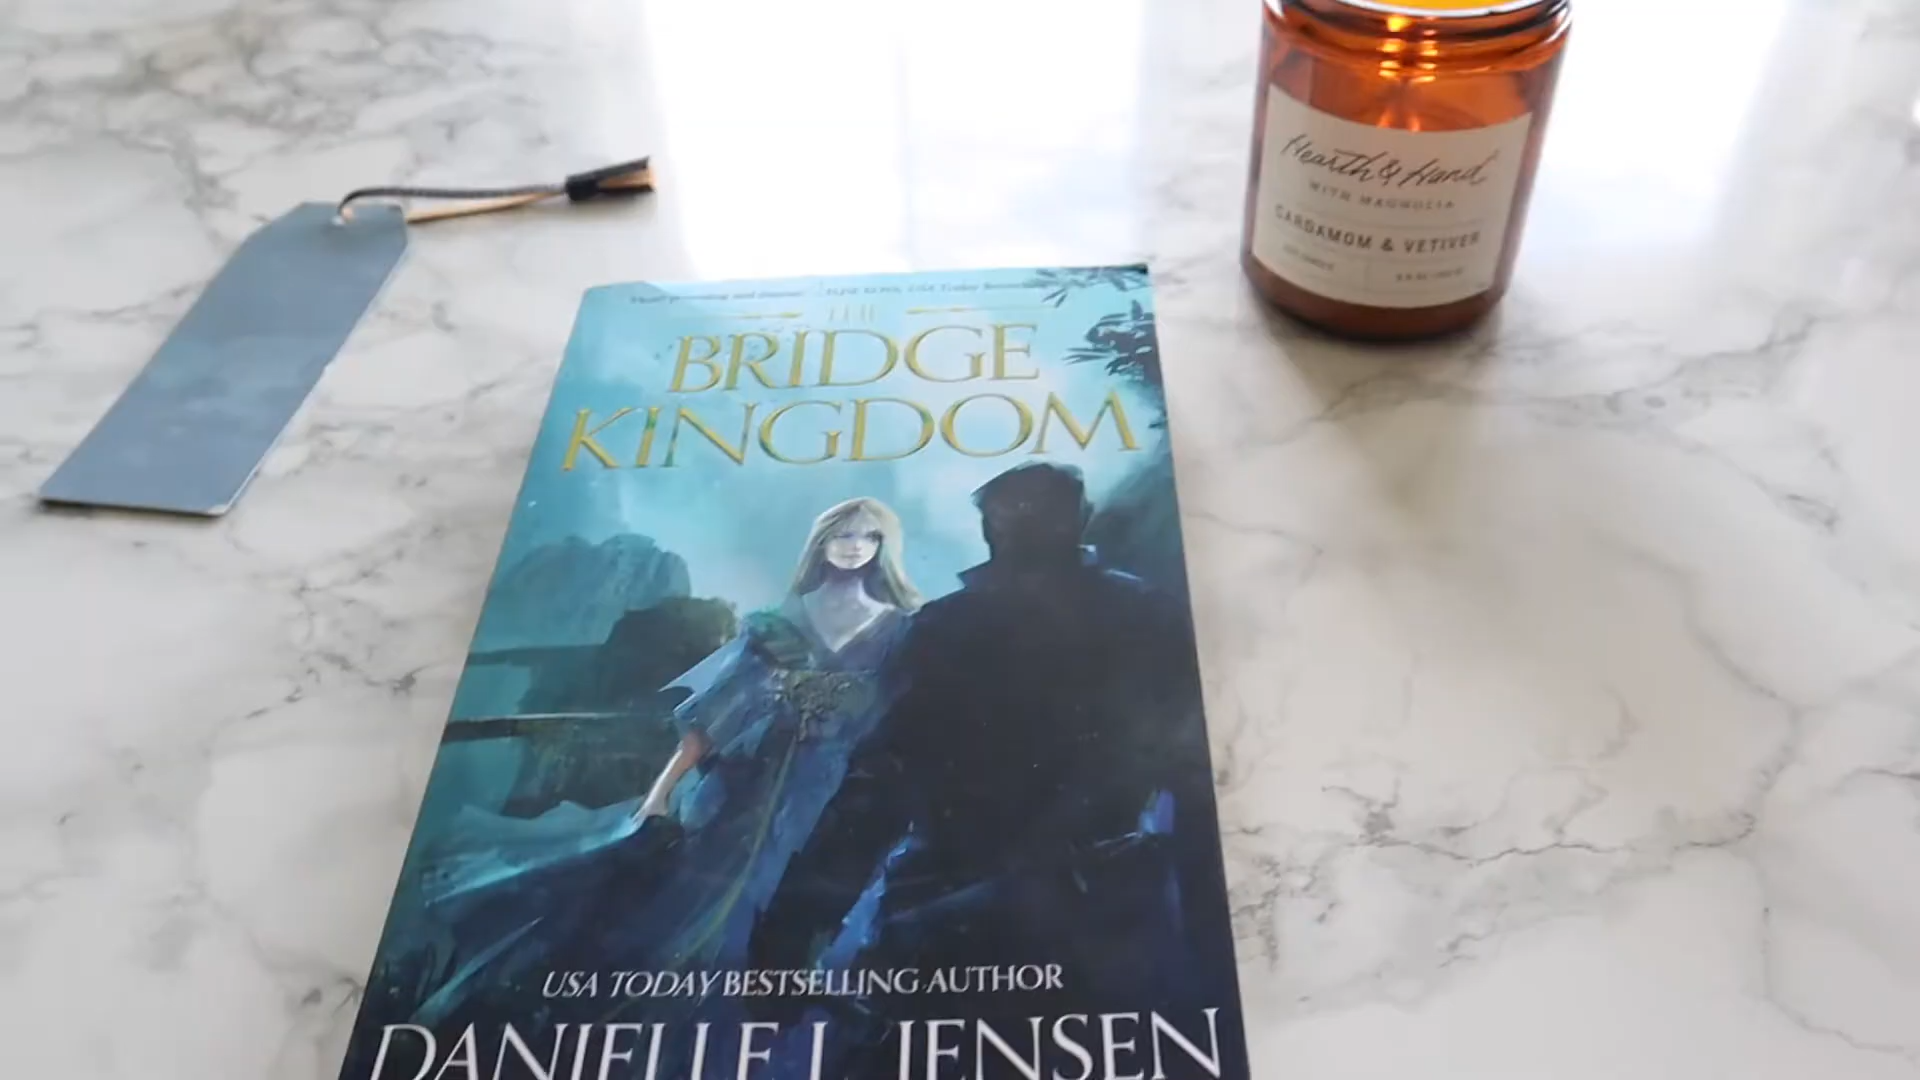 THE
BRIDGE
KINGDOM
USA TODAY BESTSELLING AUTHOR
DANIELLE L. JENSEN
Hearth & Hand
WITH MAGNOLIA
CARDAMOM & VETIVER